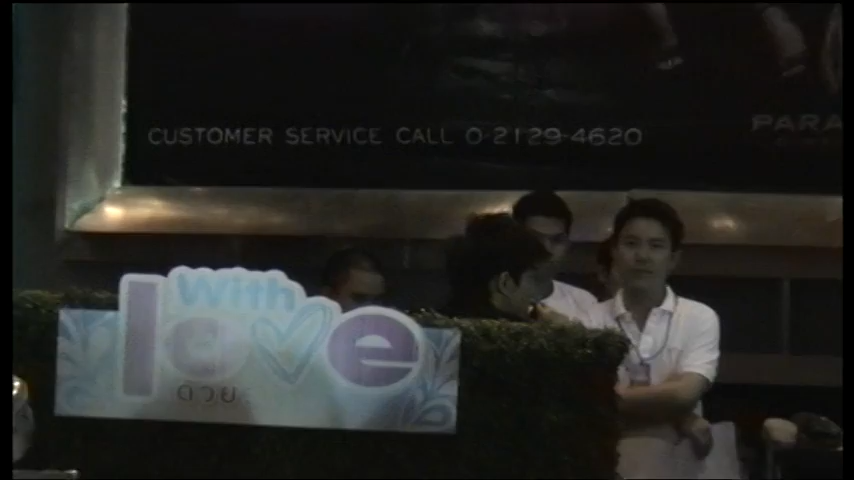 CUSTOMER SERVICE CALL 0-2129-4620
PARA
With
love
ด้วย